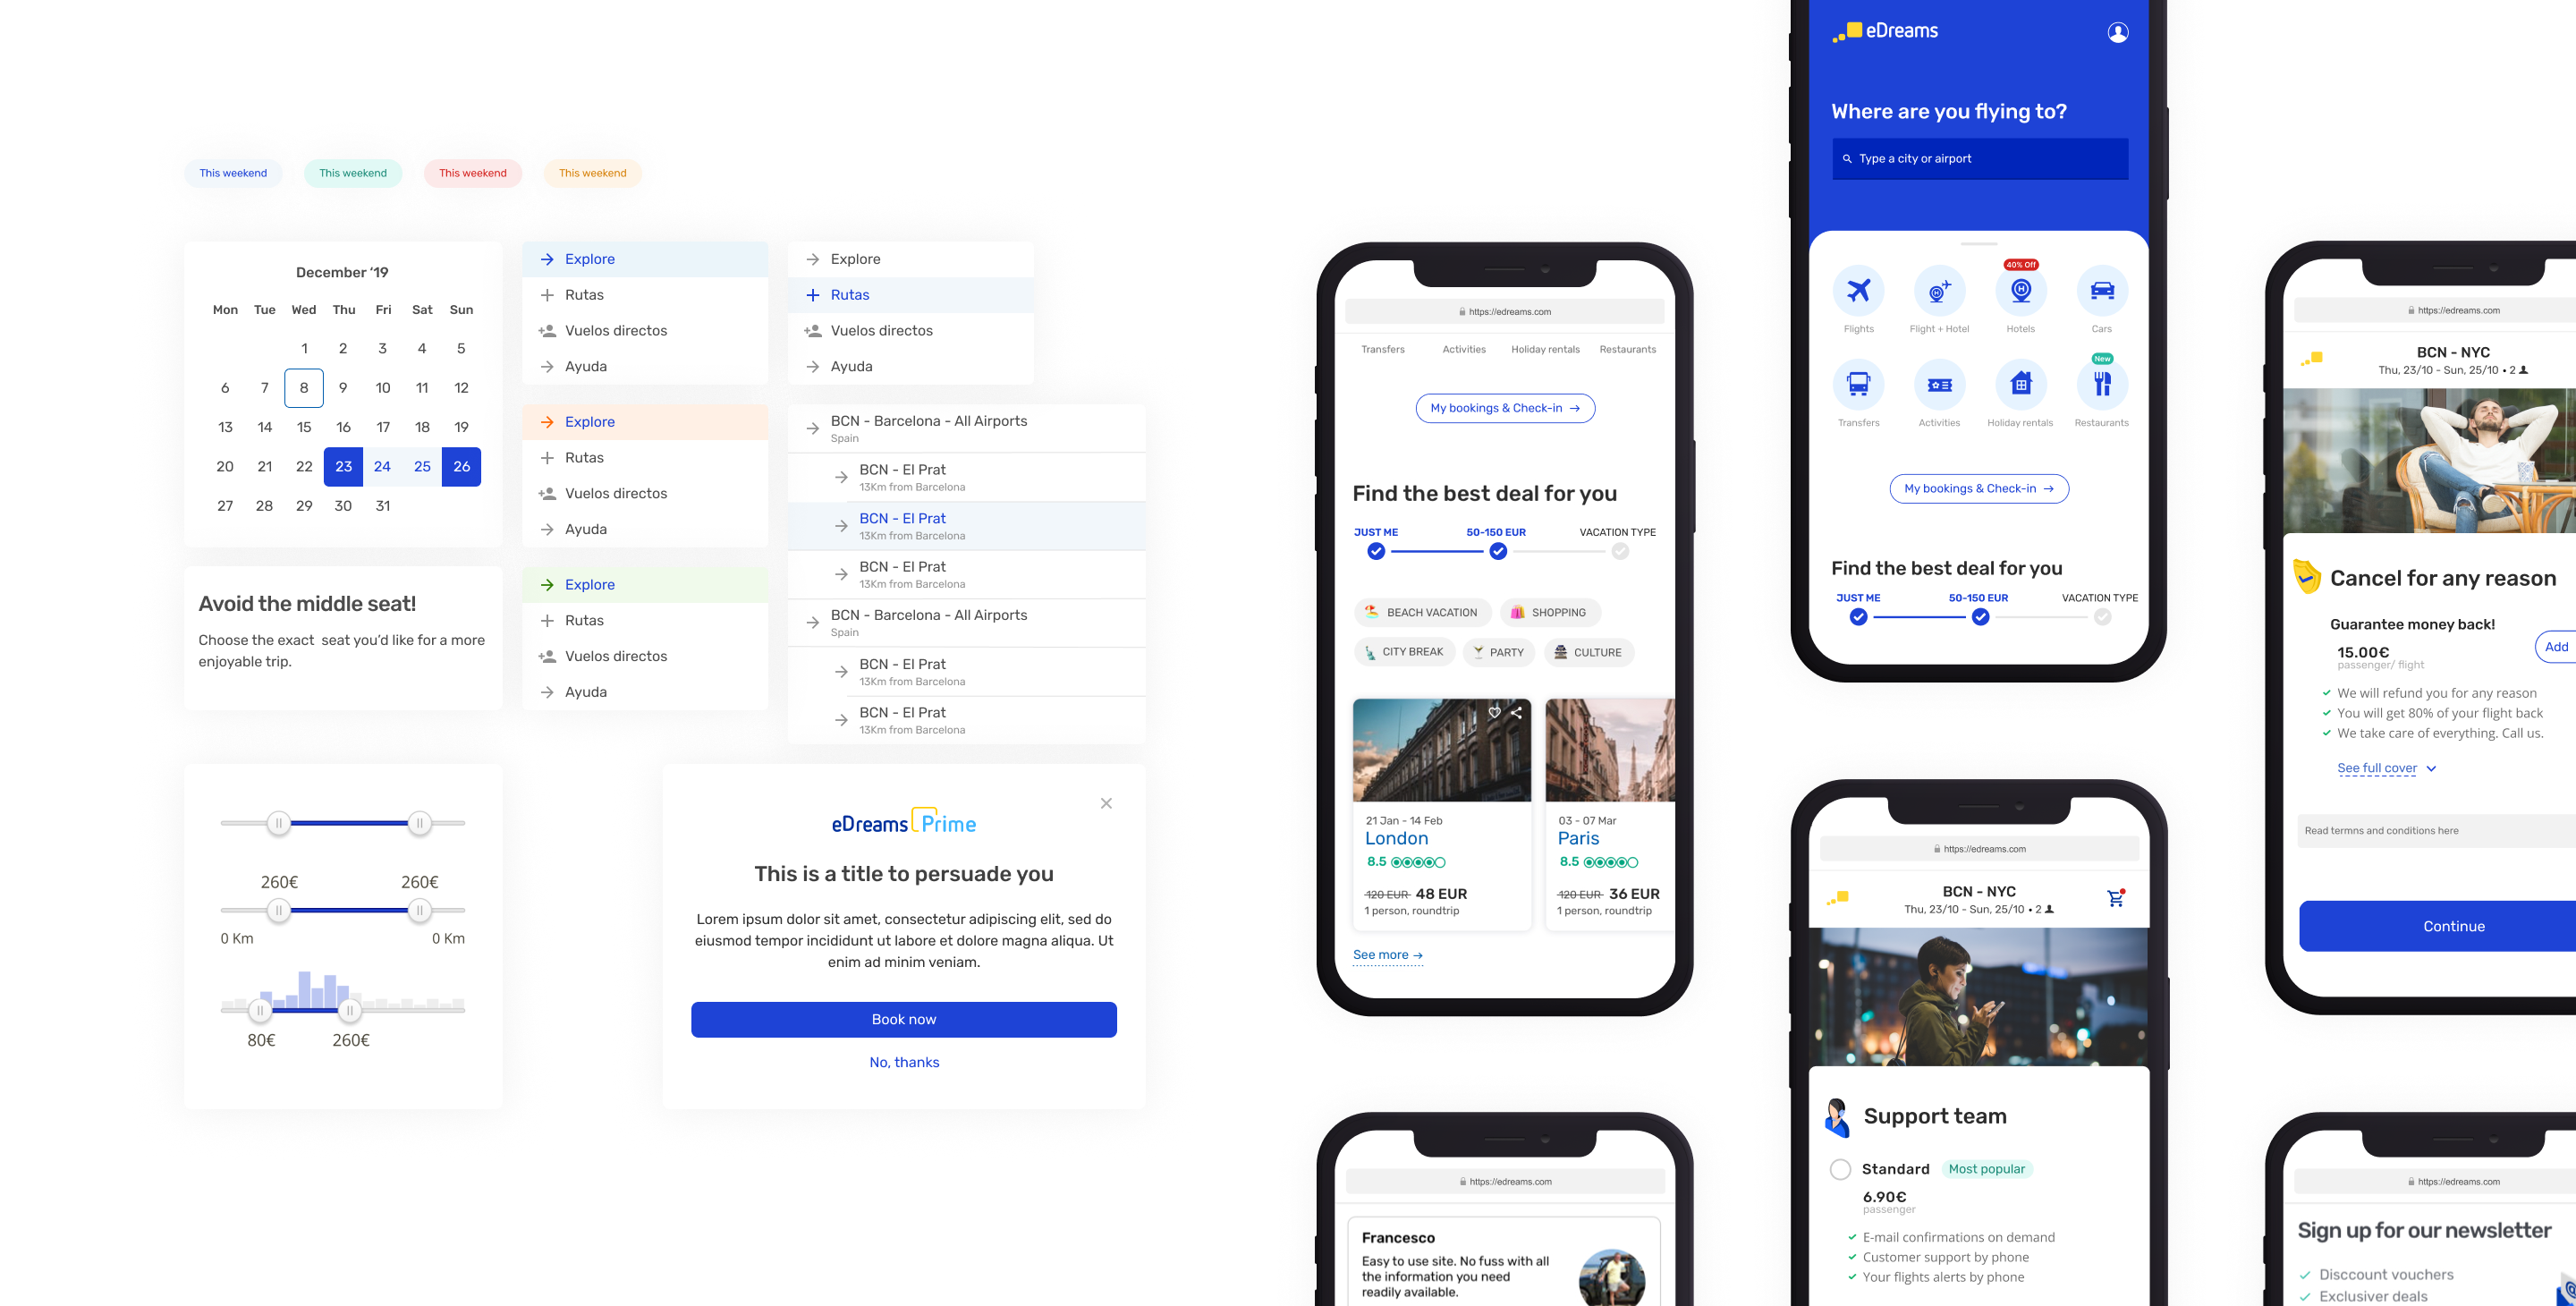 This weekend
This weekend
This weekend
This weekend
December ‘19
Mon Tue Wed Thu Fri Sat Sun
1 2 3 4 5
6 7 8 9 10 11 12
13 14 15 16 17 18 19
20 21 22 23 24 25 26
27 28 29 30 31
Avoid the middle seat!
Choose the exact seat you’d like for a more
enjoyable trip.
260€ 260€
0 Km 0 Km
80€ 260€
Explore
Rutas
Vuelos directos
Ayuda
Explore
Rutas
Vuelos directos
Ayuda
Explore
Rutas
Vuelos directos
Ayuda
Explore
Rutas
Vuelos directos
Ayuda
BCN - Barcelona - All Airports
Spain
BCN - El Prat
13Km from Barcelona
BCN - El Prat
13Km from Barcelona
BCN - El Prat
13Km from Barcelona
BCN - Barcelona - All Airports
Spain
BCN - El Prat
13Km from Barcelona
BCN - El Prat
13Km from Barcelona
eDreams Prime
This is a title to persuade you
Lorem ipsum dolor sit amet, consectetur adipiscing elit, sed do
eiusmod tempor incididunt ut labore et dolore magna aliqua. Ut
enim ad minim veniam.
Book now
No, thanks
https://edreams.com
Transfers Activities Holiday rentals Restaurants
My bookings & Check-in
Find the best deal for you
JUST ME 50-150 EUR VACATION TYPE
BEACH VACATION SHOPPING
CITY BREAK PARTY CULTURE
21 Jan - 14 Feb
London
8.5
120 EUR 48 EUR
1 person, roundtrip
03 - 07 Mar
Paris
8.5
120 EUR 36 EUR
1 person, roundtrip
See more
https://edreams.com
Francesco
Easy to use site. No fuss with all
the information you need
readily available.
eDreams
Where are you flying to?
Type a city or airport
40% Off
Flights Flight + Hotel Hotels Cars
New
Transfers Activities Holiday rentals Restaurants
My bookings & Check-in
Find the best deal for you
JUST ME 50-150 EUR VACATION TYPE
https://edreams.com
BCN - NYC
Thu, 23/10 - Sun, 25/10 • 2
Support team
Standard Most popular
6.90€
passenger
E-mail confirmations on demand
Customer support by phone
Your flights alerts by phone
https://edreams.com
BCN - NYC
Thu, 23/10 - Sun, 25/10 • 2
Cancel for any reason
Guarantee money back!
15.00€
passenger/ flight
Add
We will refund you for any reason
You will get 80% of your flight back
We take care of everything. Call us.
See full cover
Read termns and conditions here
Continue
https://edreams.com
Sign up for our newsletter
Disccount vouchers
Exclusiver deals